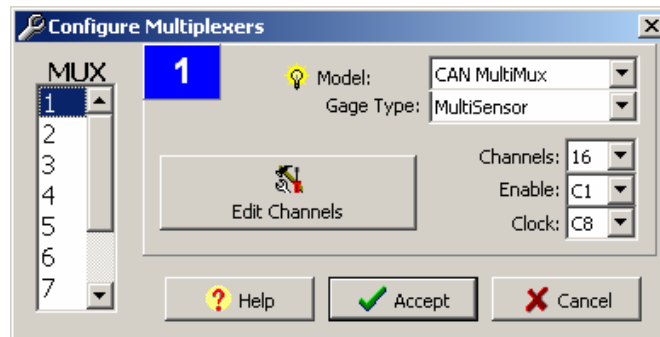 Configure Multiplexers
MUX
1
2
3
4
5
6
7
1
Model: CAN MultiMux
Gage Type: MultiSensor
Channels: 16
Enable: C1
Clock: C8
Edit Channels
Help
Accept
Cancel